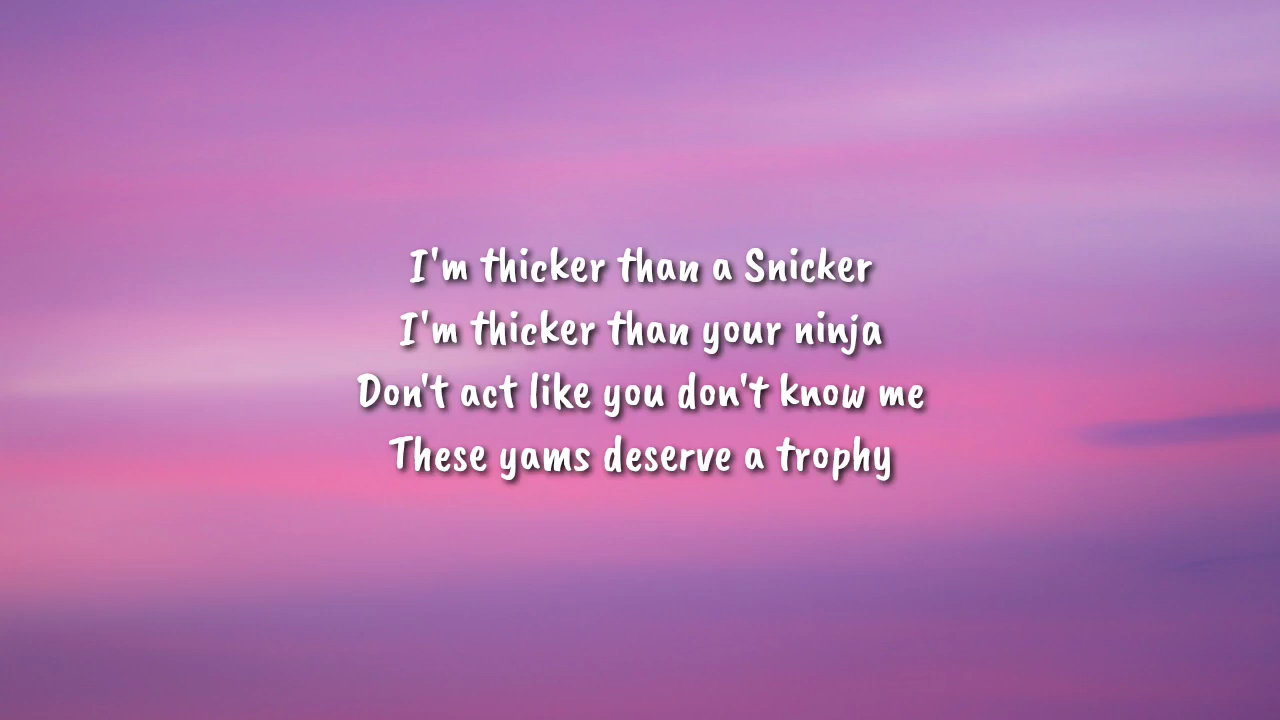 I'm thicker than a Snicker
I'm thicker than your ninja
Don't act like you don't know me
These yams deserve a trophy